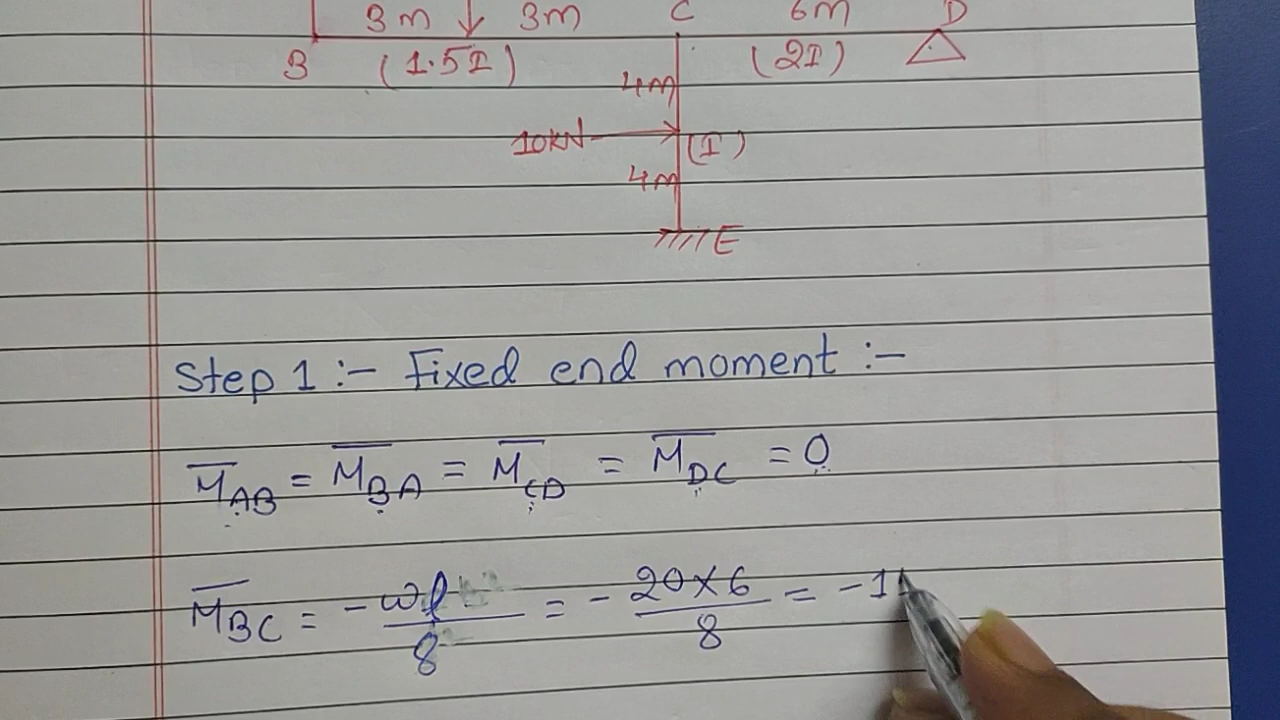 3m ↓ 3m C 6m D
B (1.5I) (2I)
4m
10kN (I)
4m
E
Step 1 :- Fixed end moment :-
M̅AB = M̅BA = M̅CD = M̅DC = 0
M̅BC = -wl/8 = -20×6/8 = -1